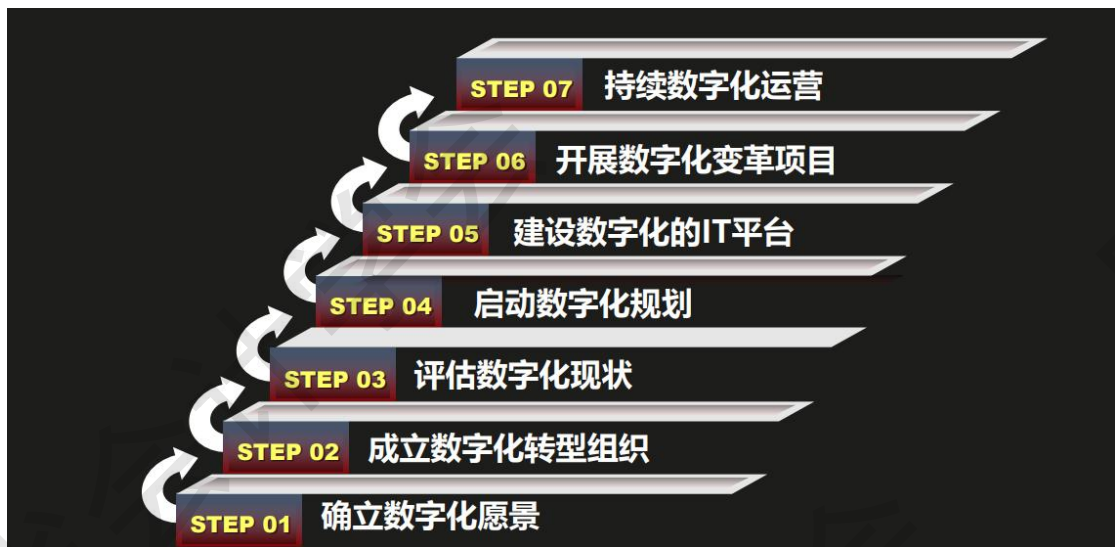 STEP 07 持续数字化运营
STEP 06 开展数字化变革项目
STEP 05 建设数字化的IT平台
STEP 04 启动数字化规划
STEP 03 评估数字化现状
STEP 02 成立数字化转型组织
STEP 01 确立数字化愿景